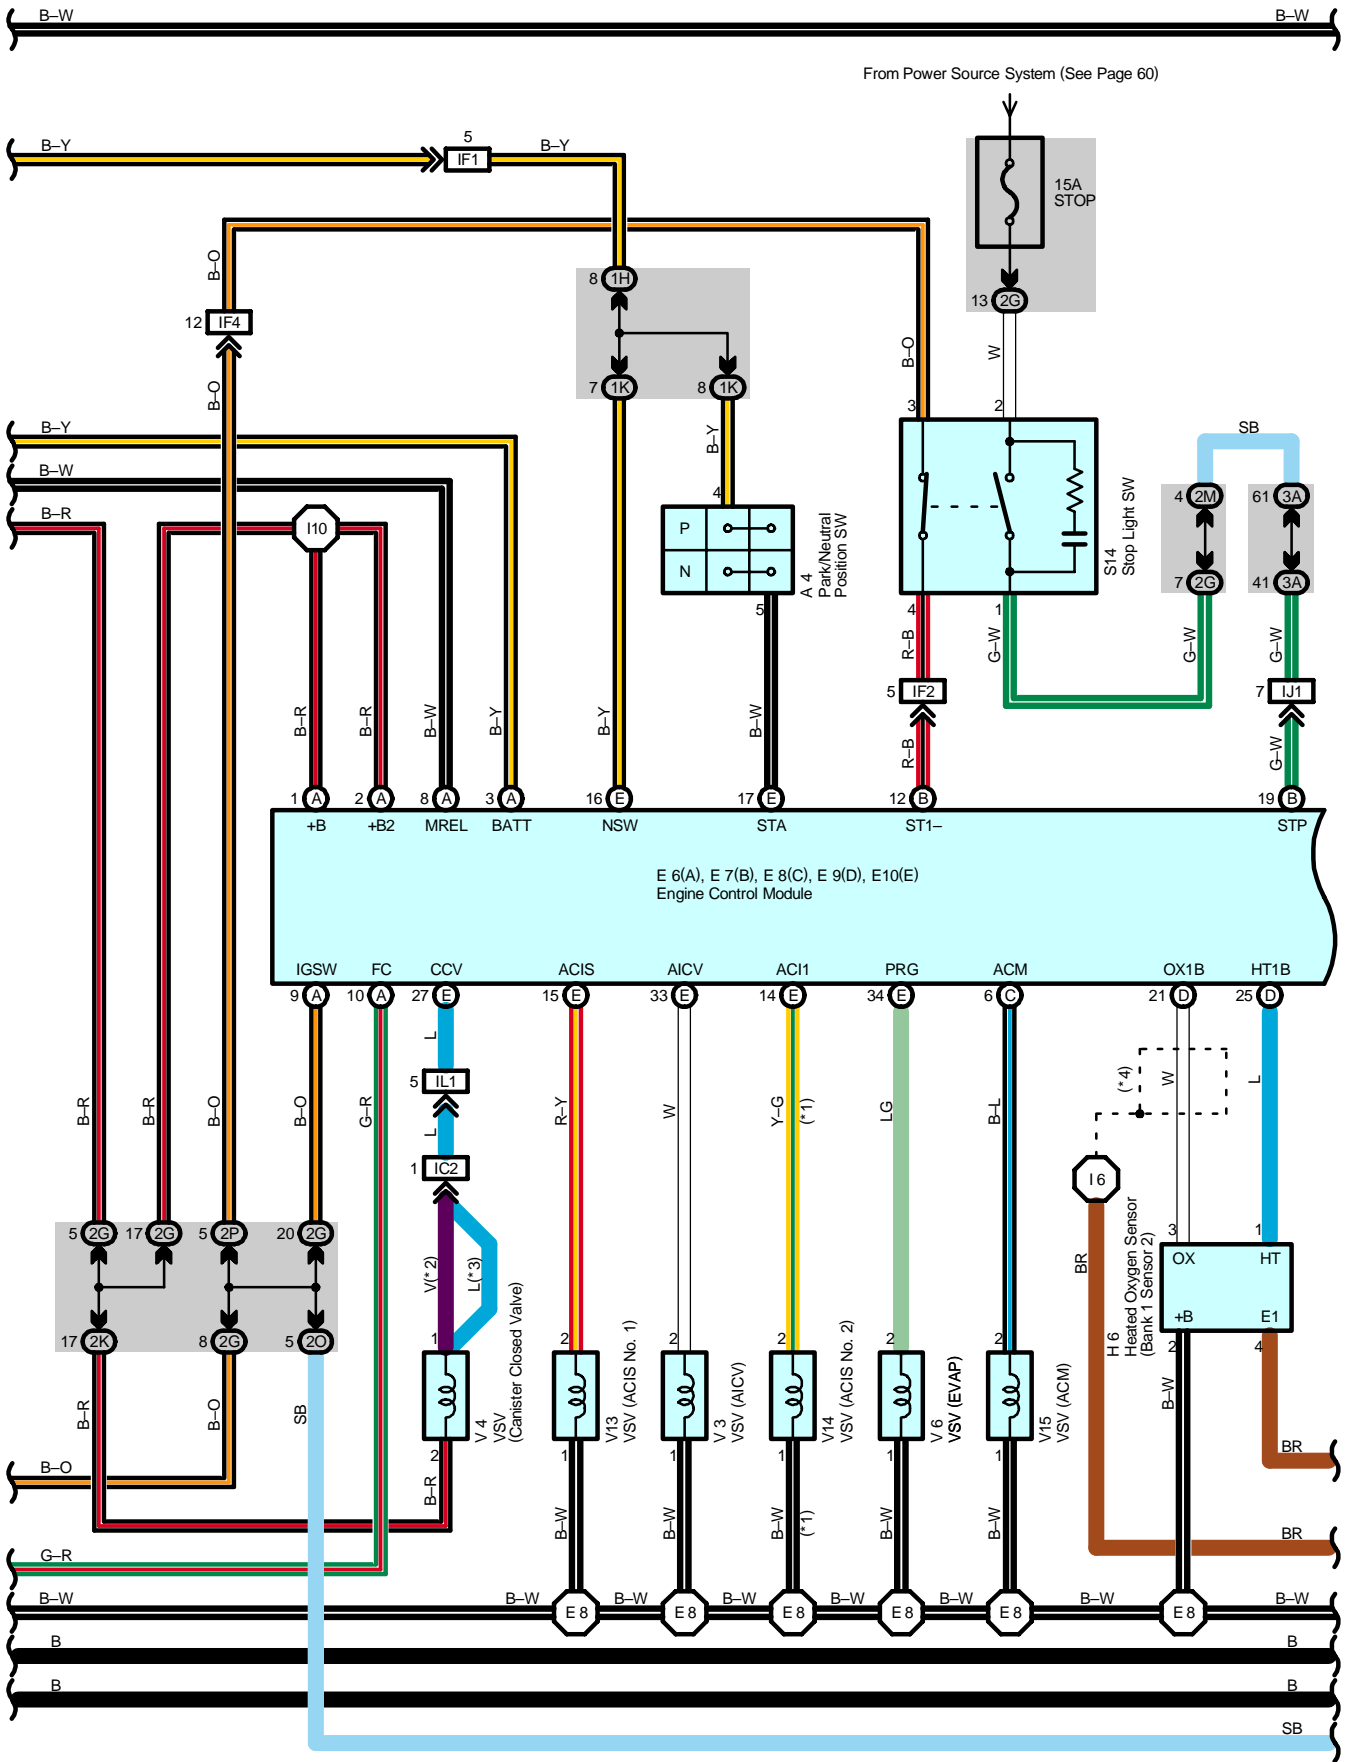 B–W
B–W
From Power Source System (See Page 60)
B–Y
5
IF1
B–Y
15A
STOP
B–O
8
1H
13
2G
12
IF4
B–O
W
B–O
7
1K
8
1K
3
2
B–Y
B–Y
SB
B–W
4
4
2M
61
3A
B–R
I10
P
N
A 4
Park/Neutral
Position SW
S14
Stop Light SW
7
2G
41
3A
5
4
1
R–B
G–W
G–W
G–W
5
IF2
7
IJ1
B–R
B–R
B–W
B–Y
B–Y
B–W
R–B
G–W
1
A
2
A
8
A
3
A
16
E
17
E
12
B
19
B
+B
+B2
MREL
BATT
NSW
STA
ST1–
STP
E 6(A), E 7(B), E 8(C), E 9(D), E10(E)
Engine Control Module
IGSW
FC
CCV
ACIS
AICV
ACI1
PRG
ACM
OX1B
HT1B
9
A
10
A
27
E
15
E
33
E
14
E
34
E
6
C
21
D
25
D
L
5
IL1
(*4)
W
L
B–R
B–R
B–O
B–O
G–R
L
R–Y
W
Y–G
(*1)
LG
B–L
1
IC2
I 6
5
2G
17
2G
5
2P
20
2G
V(*2)
L(*3)
BR
H 6
Heated Oxygen Sensor
(Bank 1 Sensor 2)
3
1
OX
HT
+B
E1
17
2K
8
2G
5
2O
1
2
2
2
2
2
2
4
V 4
VSV
(Canister Closed Valve)
V13
VSV (ACIS No. 1)
V 3
VSV (AICV)
V14
VSV (ACIS No. 2)
V 6
VSV (EVAP)
V15
VSV (ACM)
B–R
B–O
SB
B–W
2
1
1
1
1
1
B–O
B–R
BR
B–W
B–W
B–W
(*1)
B–W
B–W
BR
G–R
B–W
B–W
E 8
B–W
E 8
B–W
E 8
B–W
E 8
B–W
E 8
B–W
E 8
B–W
B
B
B
B
SB